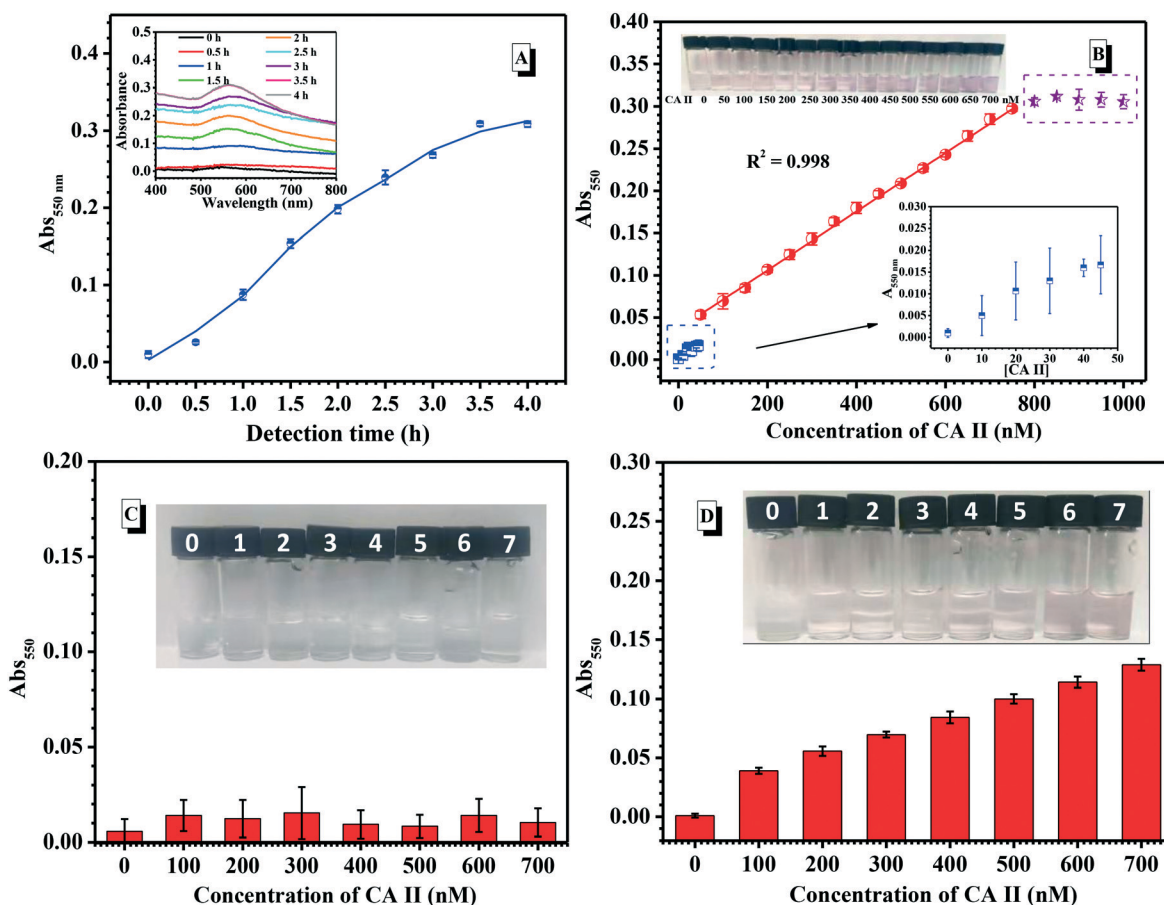 A
0 h
2 h
0.5 h
2.5 h
1 h
3 h
1.5 h
3.5 h
4 h
Absorbance
0.5
0.4
0.3
0.2
0.1
0.0
400 500 600 700 800
Wavelength (nm)
Abs550 nm
0.4
0.3
0.2
0.1
0.0
0.0 0.5 1.0 1.5 2.0 2.5 3.0 3.5 4.0
Detection time (h)
B
CA II 0 50 100 150 200 250 300 350 400 450 500 550 600 650 700 nM
R² = 0.998
Abs550
0.40
0.35
0.30
0.25
0.20
0.15
0.10
0.05
0.00
0 200 400 600 800 1000
Concentration of CA II (nM)
A550 nm
0.030
0.025
0.020
0.015
0.010
0.005
0.000
0 10 20 30 40 50
[CA II]
C
0 1 2 3 4 5 6 7
Abs550
0.20
0.15
0.10
0.05
0.00
0 100 200 300 400 500 600 700
Concentration of CA II (nM)
D
0 1 2 3 4 5 6 7
Abs550
0.30
0.25
0.20
0.15
0.10
0.05
0.00
0 100 200 300 400 500 600 700
Concentration of CA II (nM)